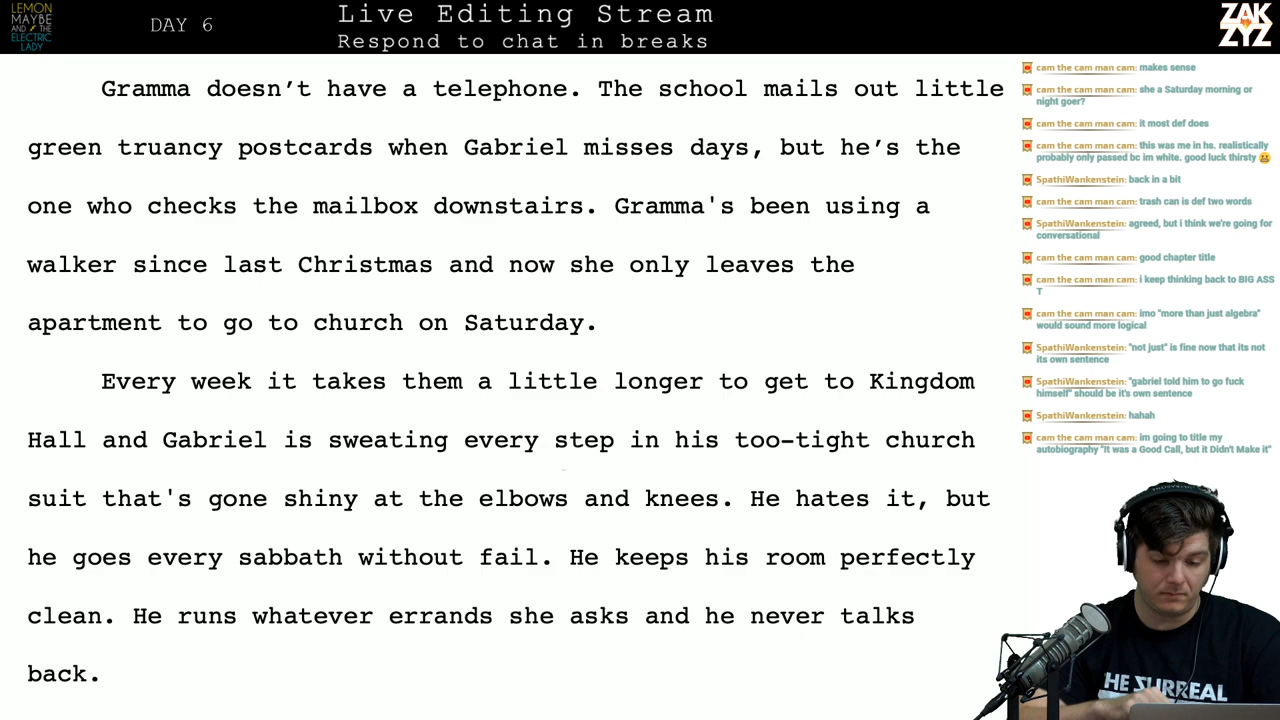 LEMON
MAYBE
AND THE
ELECTRIC
LADY
DAY 6
Live Editing Stream
Respond to chat in breaks
ZAK
ZYZ
Gramma doesn’t have a telephone. The school mails out little
green truancy postcards when Gabriel misses days, but he’s the
one who checks the mailbox downstairs. Gramma's been using a
walker since last Christmas and now she only leaves the
apartment to go to church on Saturday.
Every week it takes them a little longer to get to Kingdom
Hall and Gabriel is sweating every step in his too-tight church
suit that's gone shiny at the elbows and knees. He hates it, but
he goes every sabbath without fail. He keeps his room perfectly
clean. He runs whatever errands she asks and he never talks
back.
cam the cam man cam: makes sense
cam the cam man cam: she a Saturday morning or
night goer?
cam the cam man cam: it most def does
cam the cam man cam: this was me in hs. realistically
probably only passed bc im white. good luck thirsty
SpathiWankenstein: back in a bit
cam the cam man cam: trash can is def two words
SpathiWankenstein: agreed, but i think we're going for
conversational
cam the cam man cam: good chapter title
cam the cam man cam: i keep thinking back to BIG ASS
T
cam the cam man cam: imo "more than just algebra"
would sound more logical
SpathiWankenstein: "not just" is fine now that its not
its own sentence
SpathiWankenstein: "gabriel told him to go fuck
himself" should be it's own sentence
SpathiWankenstein: hahah
cam the cam man cam: im going to title my
autobiography "It was a Good Call, but it Didn't Make it"
THE SURREAL